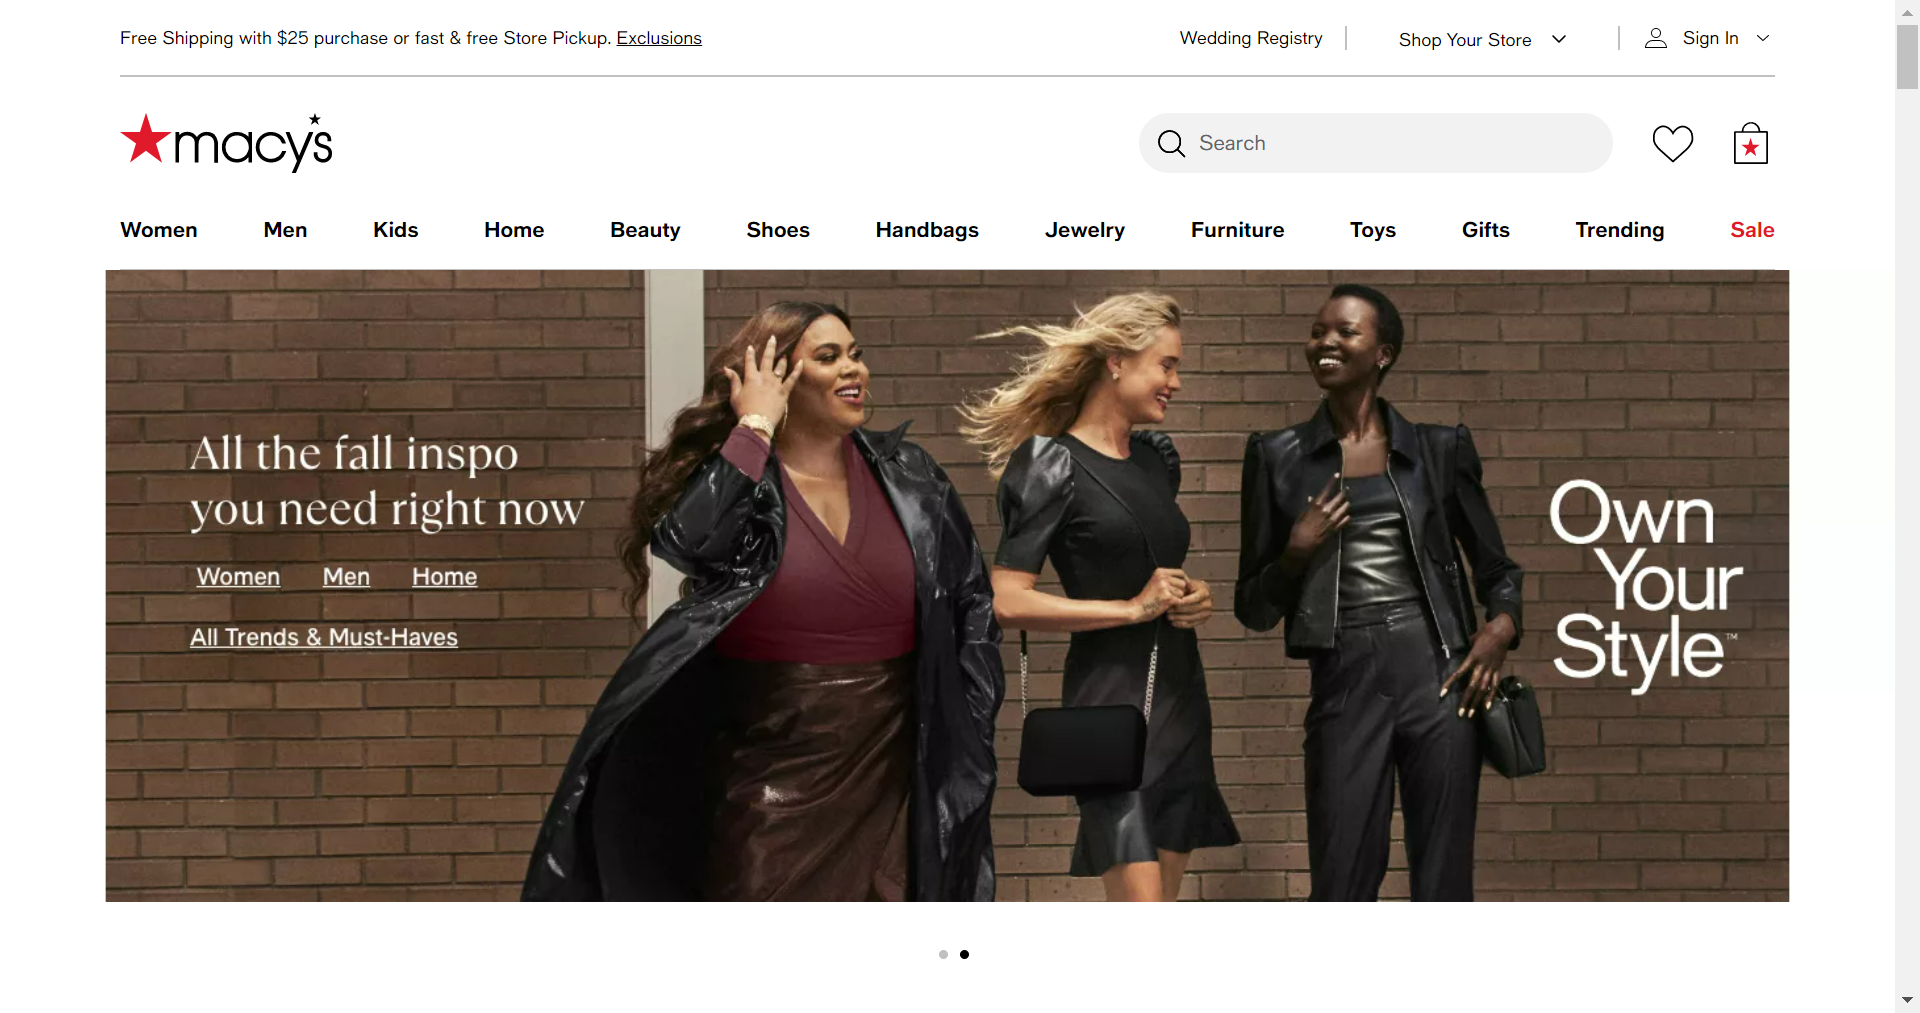 Free Shipping with $25 purchase or fast & free Store Pickup. Exclusions
Wedding Registry
Shop Your Store
Sign In
macy's
Search
Women
Men
Kids
Home
Beauty
Shoes
Handbags
Jewelry
Furniture
Toys
Gifts
Trending
Sale
All the fall inspo
you need right now
Women Men Home
All Trends & Must-Haves
Own
Your
Style™